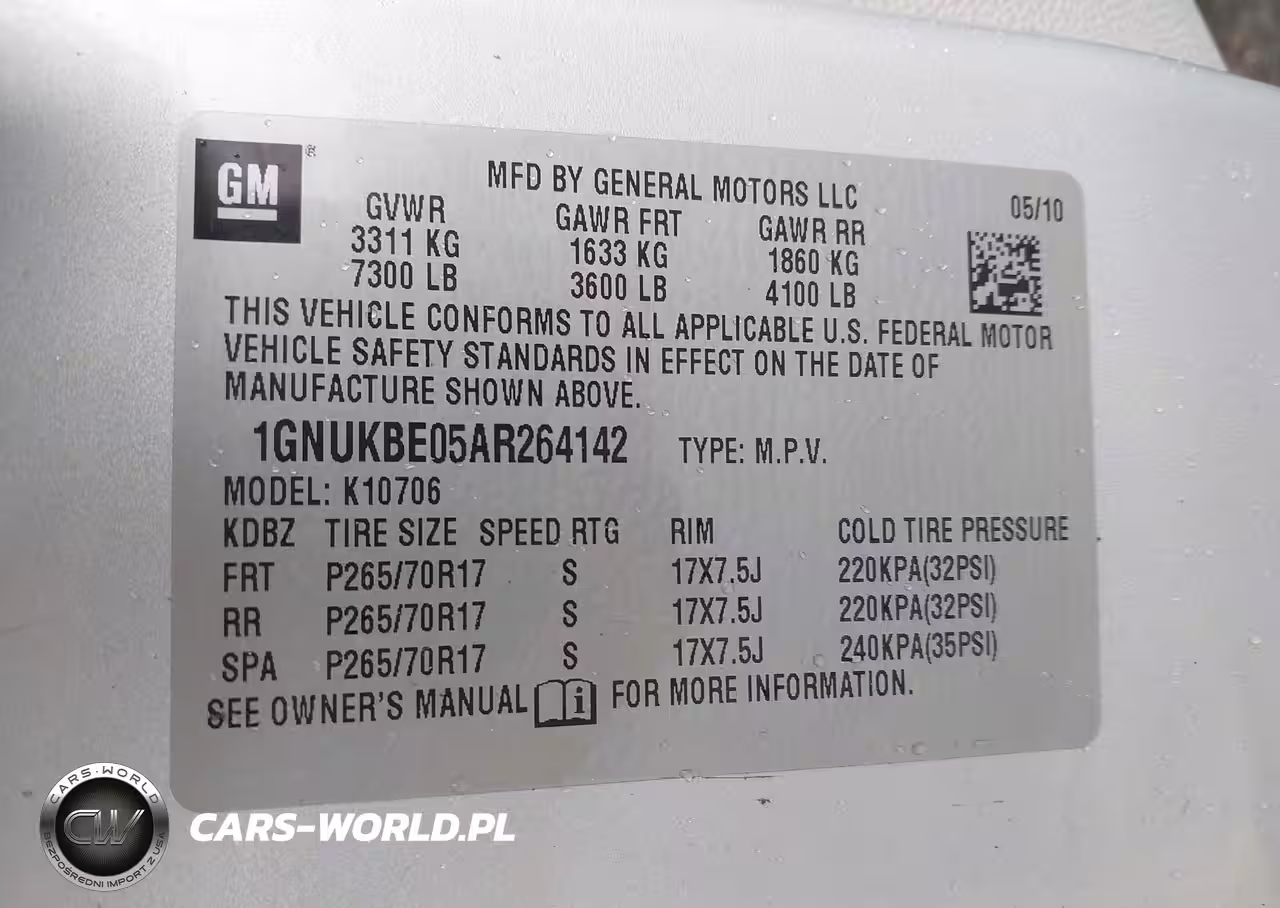 GM®
MFD BY GENERAL MOTORS LLC
05/10
GVWR GAWR FRT GAWR RR
3311 KG 1633 KG 1860 KG
7300 LB 3600 LB 4100 LB
THIS VEHICLE CONFORMS TO ALL APPLICABLE U.S. FEDERAL MOTOR
VEHICLE SAFETY STANDARDS IN EFFECT ON THE DATE OF
MANUFACTURE SHOWN ABOVE.
1GNUKBE05AR264142 TYPE: M.P.V.
MODEL: K10706
KDBZ TIRE SIZE SPEED RTG RIM COLD TIRE PRESSURE
FRT P265/70R17 S 17X7.5J 220KPA(32PSI)
RR P265/70R17 S 17X7.5J 220KPA(32PSI)
SPA P265/70R17 S 17X7.5J 240KPA(35PSI)
SEE OWNER'S MANUAL i FOR MORE INFORMATION.
CARS-WORLD
CW
BEZPOŚREDNI IMPORT Z USA
CARS-WORLD.PL